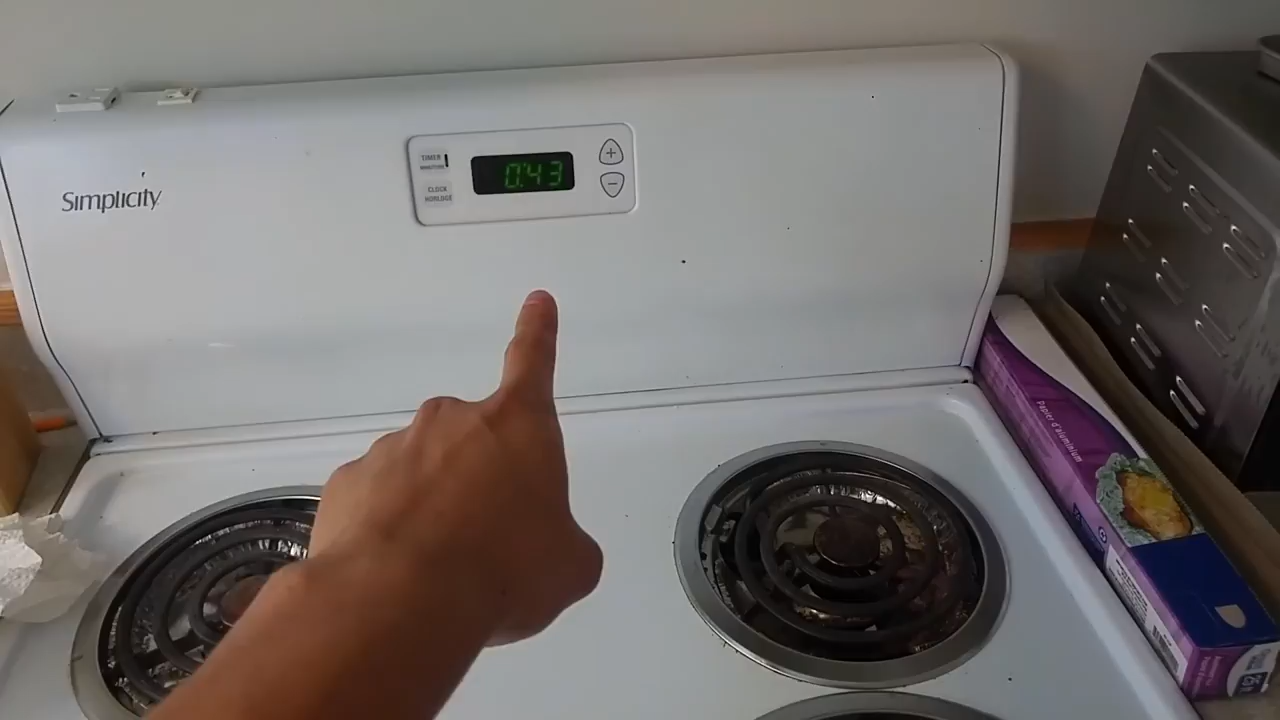 Simplicity
TIMER
MINUTERIE
CLOCK
HORLOGE
0:43
+
−
Papier d'aluminium